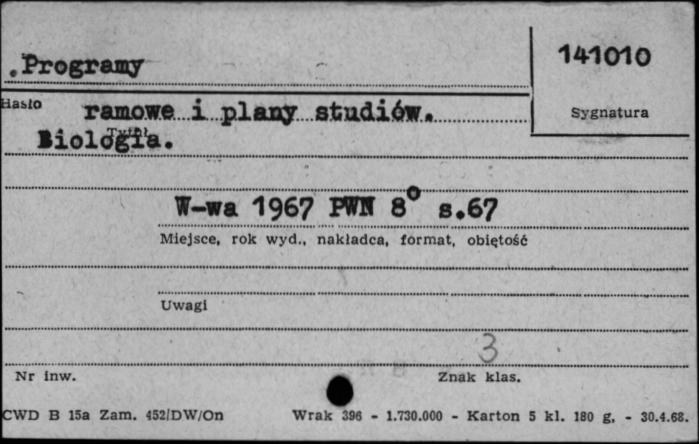 .Programy
141010
Hasło ramowe i plany studiów.
Sygnatura
Tytuł
Biologia.
W-wa 1967 PWN 8° s.67
Miejsce, rok wyd., nakładca, format, objętość
Uwagi
3
Nr inw. Znak klas.
CWD B 15a Zam. 452/DW/On Wrak 396 - 1.730.000 - Karton 5 kl. 180 g. - 30.4.68.